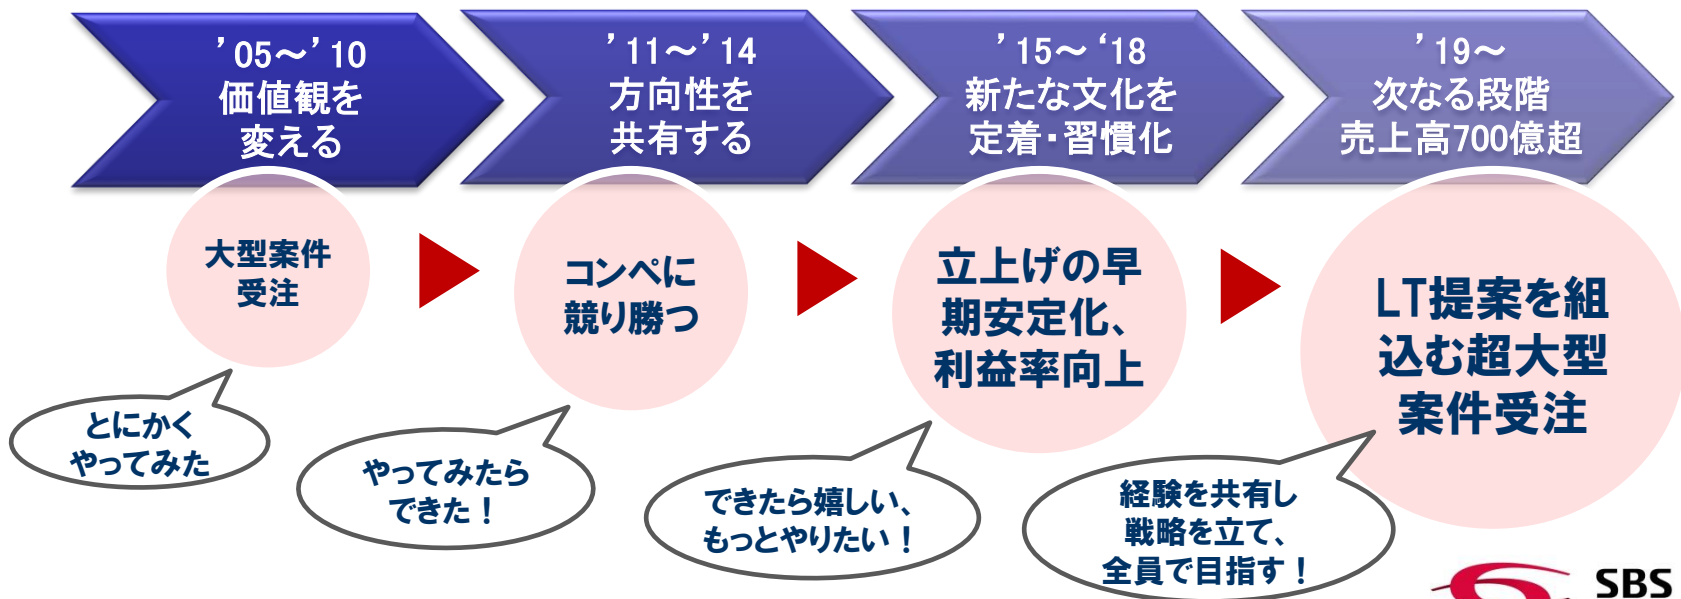 ’05～’10
価値観を
変える
’11～’14
方向性を
共有する
’15～‘18
新たな文化を
定着・習慣化
’19～
次なる段階
売上高700億超
大型案件
受注
コンペに
競り勝つ
立上げの早
期安定化、
利益率向上
LT提案を組
込む超大型
案件受注
とにかく
やってみた
やってみたら
できた！
できたら嬉しい、
もっとやりたい！
経験を共有し
戦略を立て、
全員で目指す！
SBS